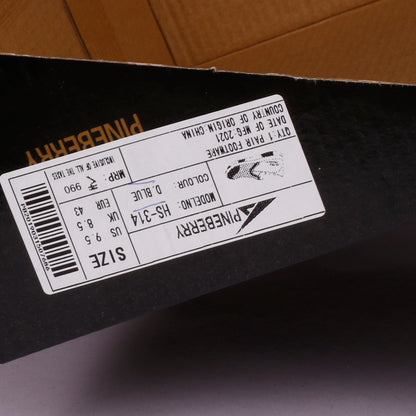 PINEBERRY
PINEBERRY
SIZE
US 9.5
UK 8.5
EUR 43
MODELNO: HS-314
COLOUR: D.BLUE
MRP: 990
INCLUSIVE OF ALL THE TAXES
QTY:1 PAIR FOOTWARE
DATE OF MFG:2021
COUNTRY OF ORIGIN-CHINA